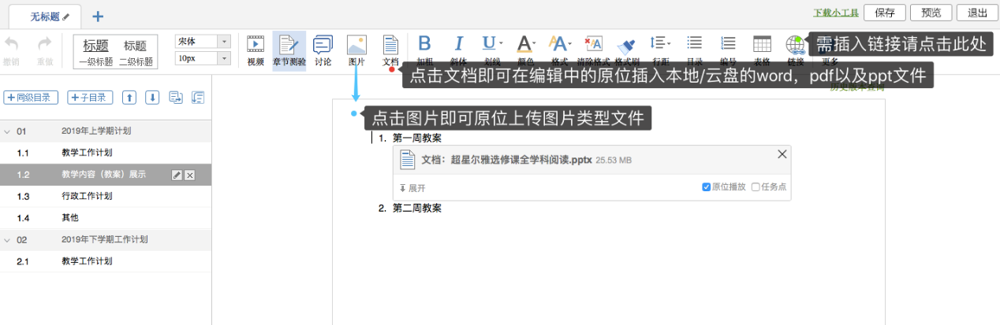 无标题
下载小工具 保存 预览 退出
撤销 重做
标题 标题
一级标题 二级标题
宋体
10px
视频 章节测验 讨论 图片 文档 加粗 斜体 划线 颜色 格式 清除格式 格式刷 行距 目录 编号 表格 链接 更多
需插入链接请点击此处
点击文档即可在编辑中的原位插入本地/云盘的word，pdf以及ppt文件
历史版本查询
+同级目录 +子目录
点击图片即可原位上传图片类型文件
01 2019年上学期计划
1.1 教学工作计划
1.2 教学内容（教案）展示
1.3 行政工作计划
1.4 其他
02 2019年下学期工作计划
2.1 教学工作计划
1. 第一周教案
文档：超星尔雅选修课全学科阅读.pptx 25.53 MB
展开 原位播放 任务点
2. 第二周教案